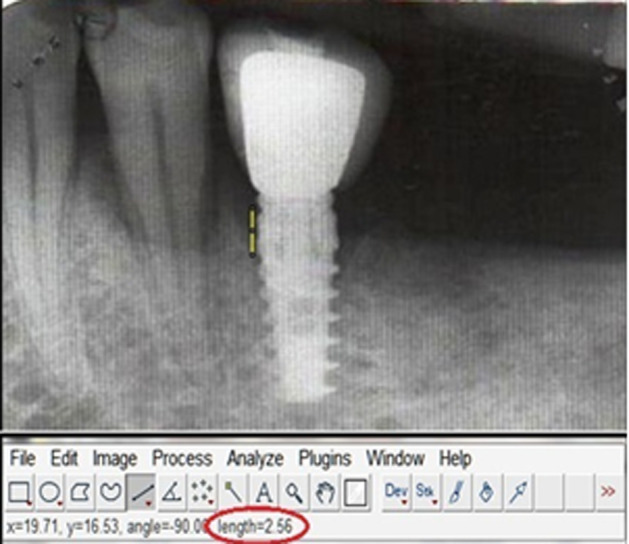 File Edit Image Process Analyze Plugins Window Help
A Dev Stk >>
x=19.71, y=16.53, angle=-90.00 length=2.56